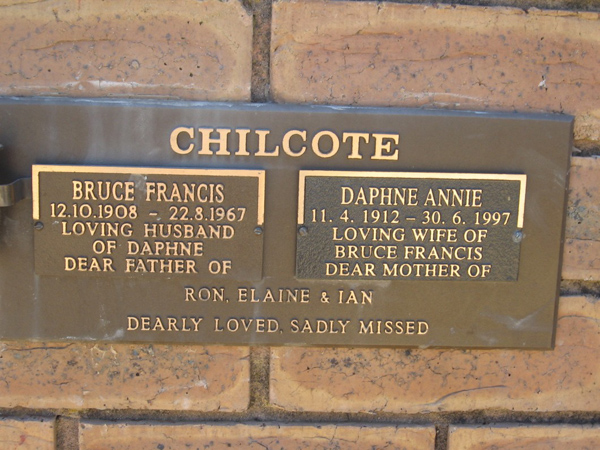 CHILCOTE
BRUCE FRANCIS
12.10.1908 – 22.8.1967
LOVING HUSBAND
OF DAPHNE
DEAR FATHER OF
DAPHNE ANNIE
11. 4. 1912 – 30. 6. 1997
LOVING WIFE OF
BRUCE FRANCIS
DEAR MOTHER OF
RON, ELAINE & IAN
DEARLY LOVED, SADLY MISSED